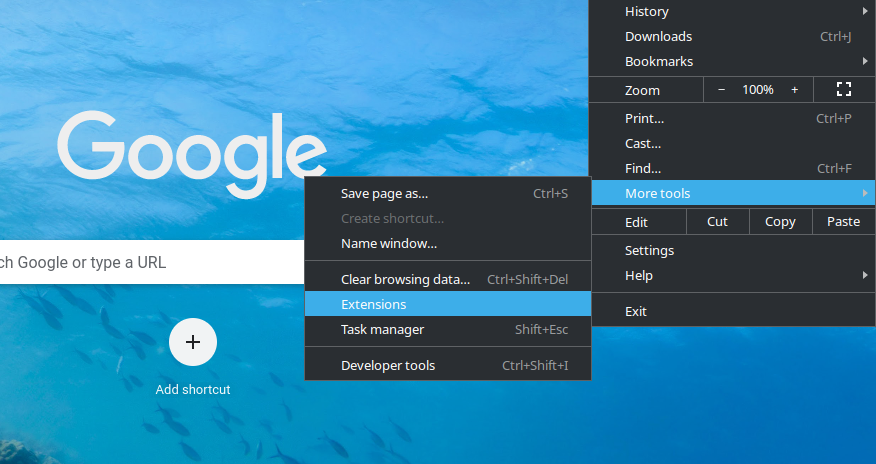 History
Downloads Ctrl+J
Bookmarks
Zoom − 100% +
Print... Ctrl+P
Cast...
Find... Ctrl+F
More tools
Edit Cut Copy Paste
Settings
Help
Exit
Google
Save page as... Ctrl+S
Create shortcut...
Name window...
Clear browsing data... Ctrl+Shift+Del
Extensions
Task manager Shift+Esc
Developer tools Ctrl+Shift+I
ch Google or type a URL
Add shortcut